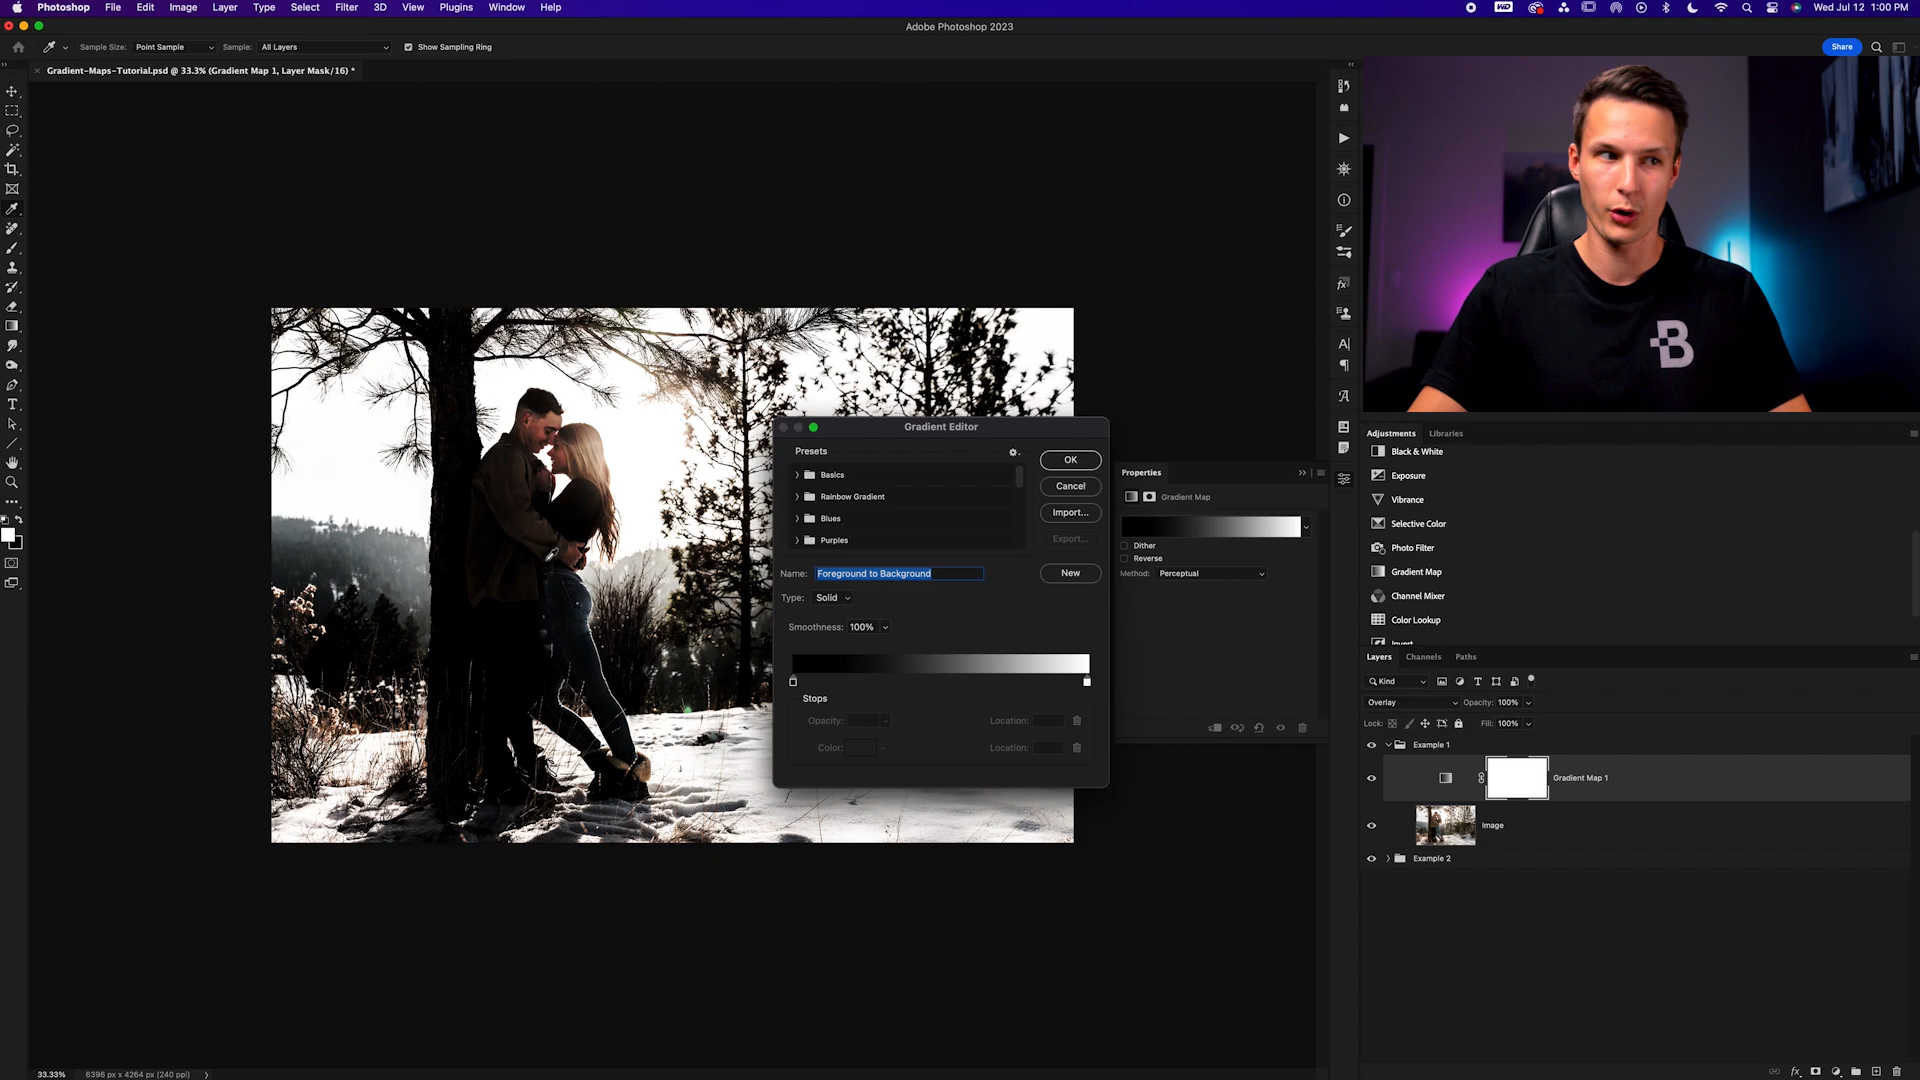 Photoshop File Edit Image Layer Type Select Filter 3D View Plugins Window Help
Wed Jul 12 1:00 PM
Adobe Photoshop 2023
Sample Size: Point Sample Sample: All Layers Show Sampling Ring
Share
Gradient-Maps-Tutorial.psd @ 33.3% (Gradient Map 1, Layer Mask/16) *
B
Gradient Editor
Presets
Basics
Rainbow Gradient
Blues
Purples
OK
Cancel
Import...
Export...
Name: Foreground to Background
New
Type: Solid
Smoothness: 100%
Stops
Opacity: Location:
Color: Location:
Properties
Gradient Map
Dither
Reverse
Method: Perceptual
Adjustments Libraries
Black & White
Exposure
Vibrance
Selective Color
Photo Filter
Gradient Map
Channel Mixer
Color Lookup
Invert
Layers Channels Paths
Kind
Overlay Opacity: 100%
Lock: Fill: 100%
Example 1
Gradient Map 1
Image
Example 2
33.33% 6396 px x 4264 px (240 ppi)